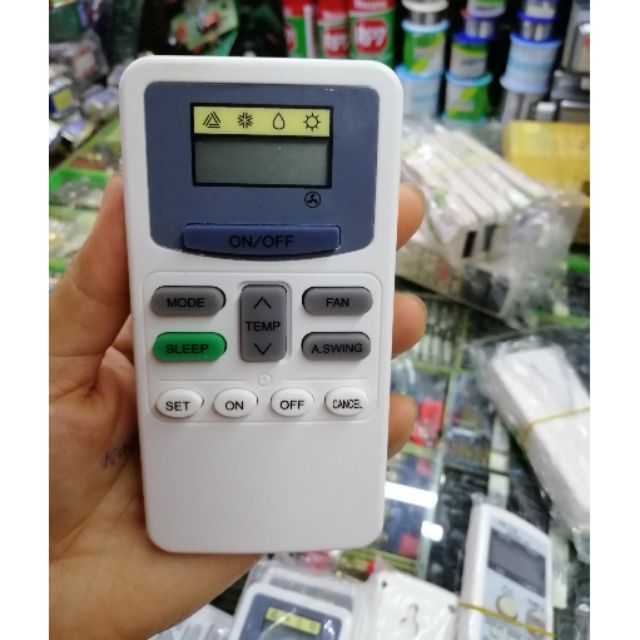 ON/OFF
MODE
FAN
TEMP
SLEEP
A.SWING
SET
ON
OFF
CANCEL